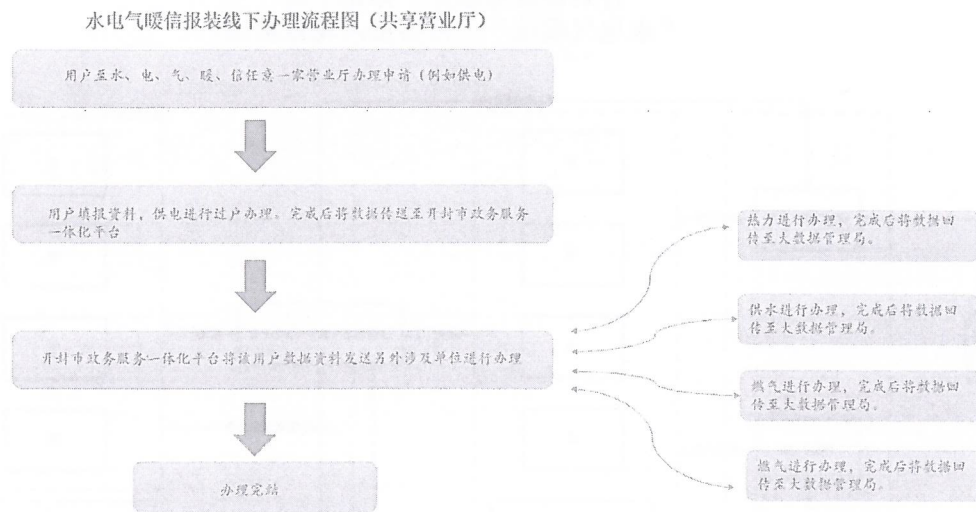 水电气暖信报装线下办理流程图（共享营业厅）
用户至水、电、气、暖、信任意一家营业厅办理申请（例如供电）
用户填报资料，供电进行过户办理。完成后将数据传送至开封市政务服务
一体化平台
开封市政务服务一体化平台将该用户数据资料发送另外涉及单位进行办理
办理完结
热力进行办理，完成后将数据回
传至大数据管理局。
供水进行办理，完成后将数据回
传至大数据管理局。
燃气进行办理，完成后将数据回
传至大数据管理局。
燃气进行办理，完成后将数据回
传至大数据管理局。